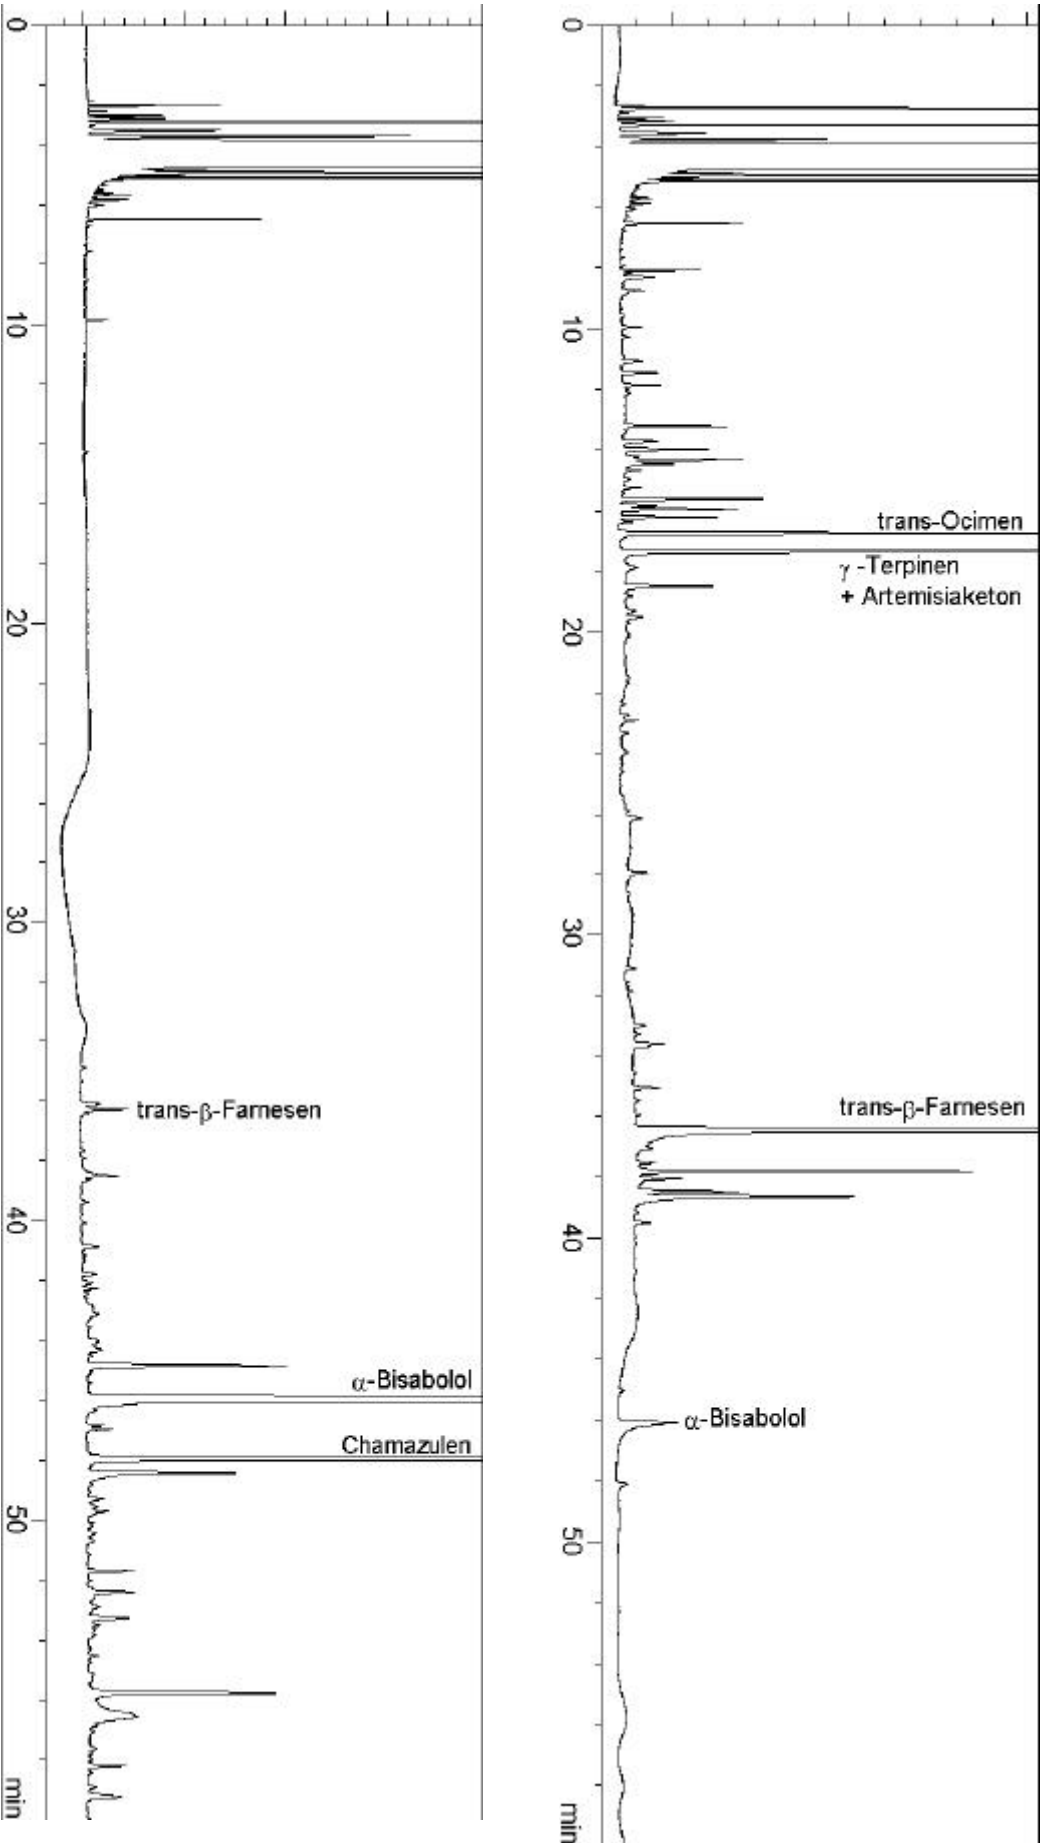 0
10
20
30
40
50
min
trans-β-Farnesen
α-Bisabolol
Chamazulen
0
10
20
30
40
50
min
trans-Ocimen
γ -Terpinen
+ Artemisiaketon
trans-β-Farnesen
α-Bisabolol